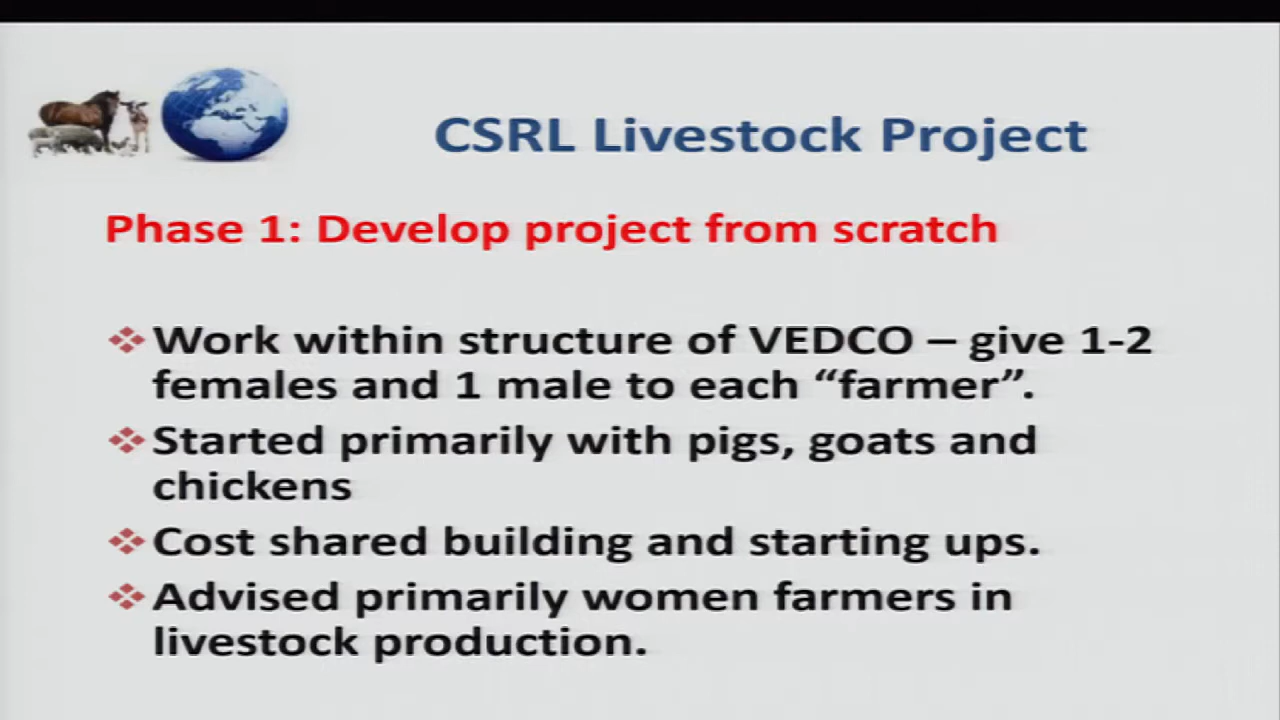 CSRL Livestock Project
Phase 1: Develop project from scratch
❖ Work within structure of VEDCO – give 1-2
females and 1 male to each “farmer”.
❖ Started primarily with pigs, goats and
chickens
❖ Cost shared building and starting ups.
❖ Advised primarily women farmers in
livestock production.